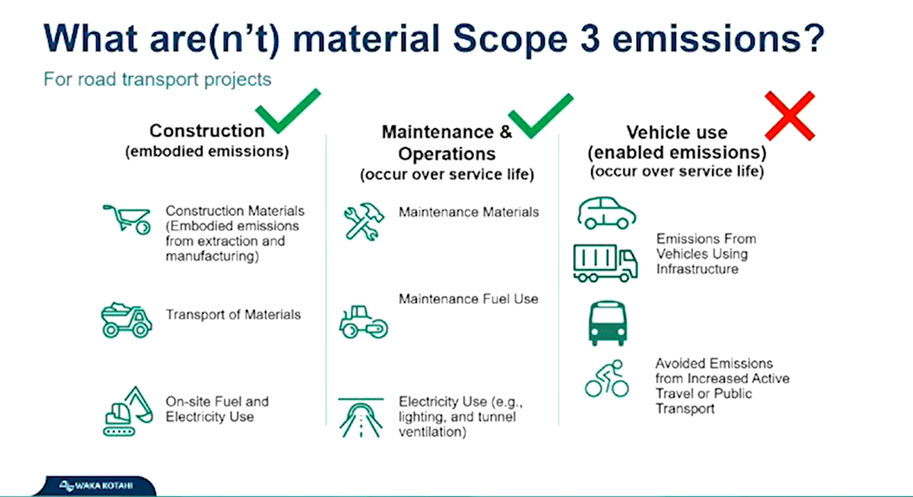 What are(n't) material Scope 3 emissions?
For road transport projects
Construction
(embodied emissions)
Construction Materials
(Embodied emissions
from extraction and
manufacturing)
Transport of Materials
On-site Fuel and
Electricity Use
Maintenance &
Operations
(occur over service life)
Maintenance Materials
Maintenance Fuel Use
Electricity Use (e.g.,
lighting, and tunnel
ventilation)
Vehicle use
(enabled emissions)
(occur over service life)
Emissions From
Vehicles Using
Infrastructure
Avoided Emissions
from Increased Active
Travel or Public
Transport
WAKA KOTAHI